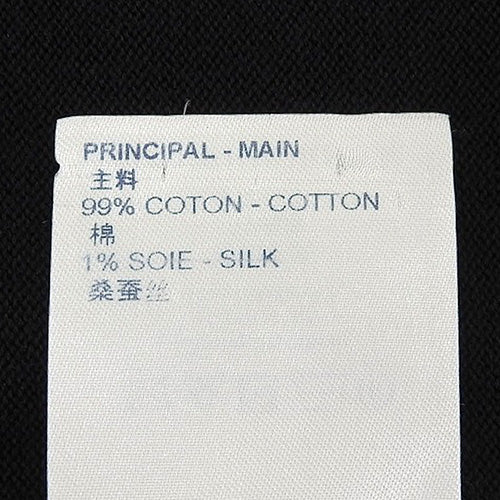 PRINCIPAL - MAIN
主料
99% COTON - COTTON
棉
1% SOIE - SILK
桑蚕丝